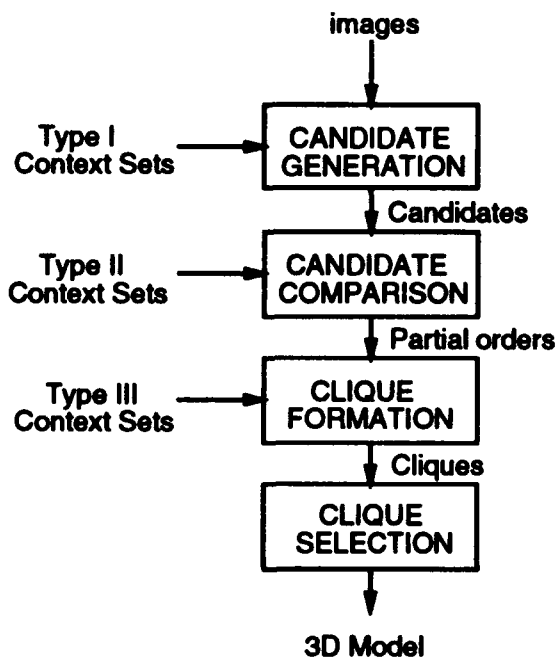 images
Type I
Context Sets
CANDIDATE
GENERATION
Candidates
Type II
Context Sets
CANDIDATE
COMPARISON
Partial orders
Type III
Context Sets
CLIQUE
FORMATION
Cliques
CLIQUE
SELECTION
3D Model